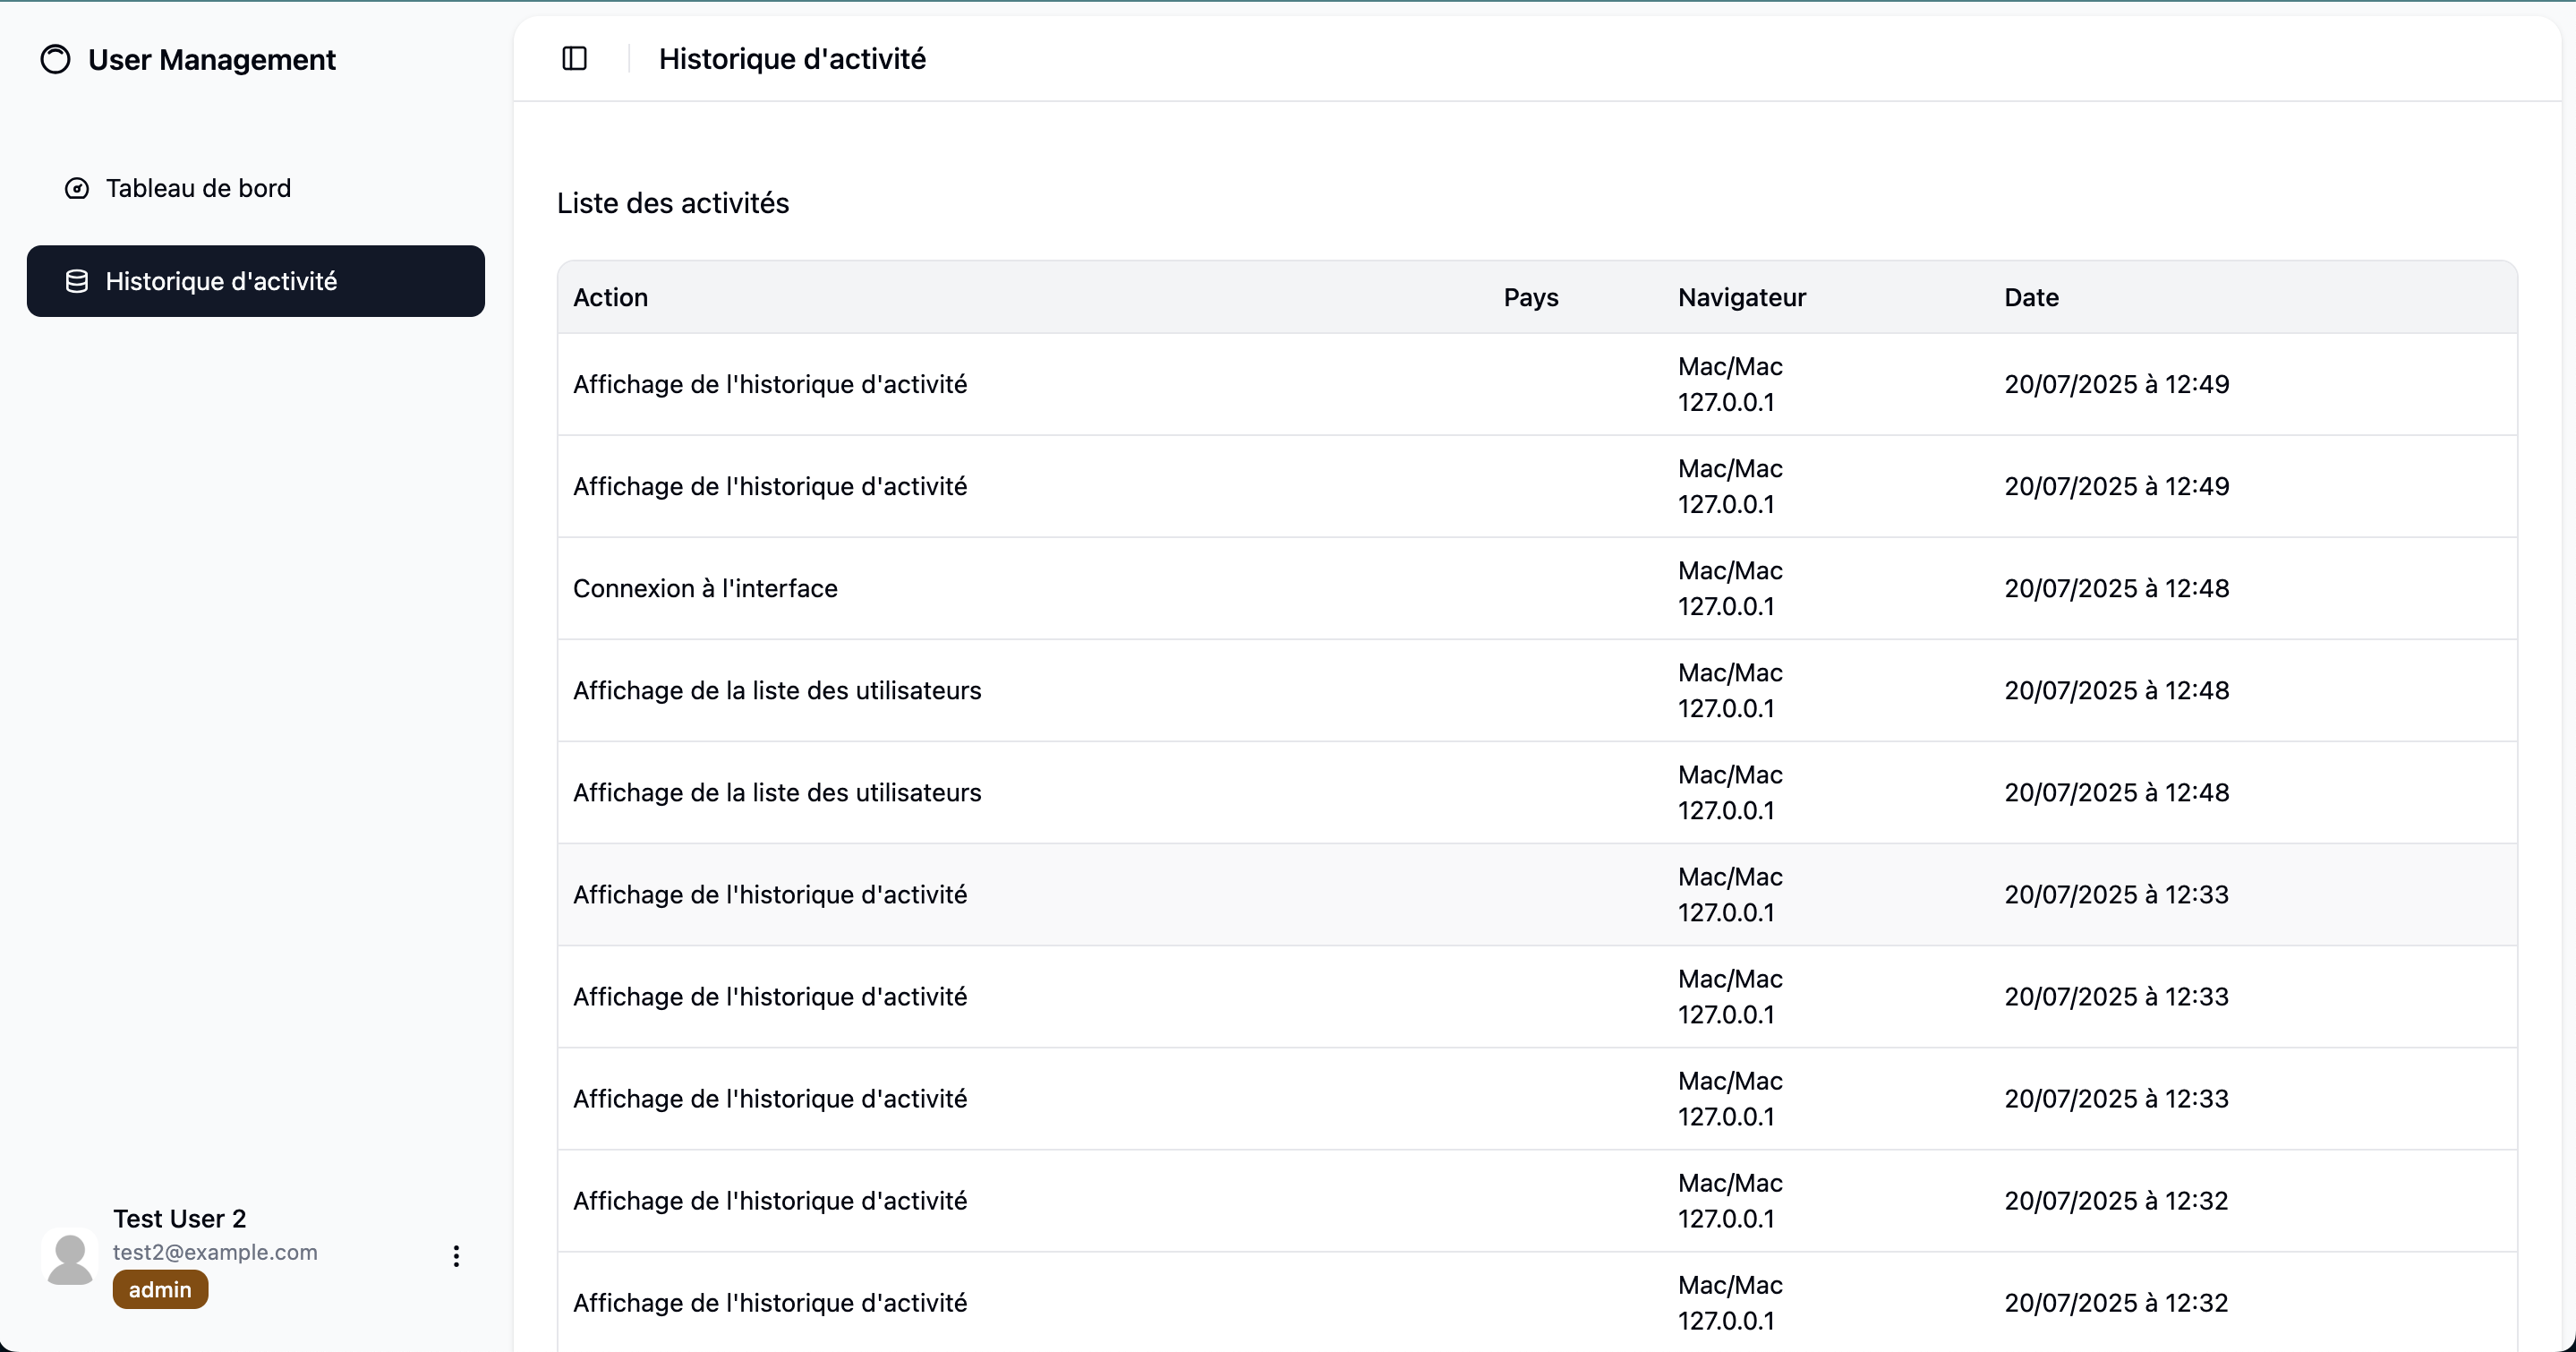 User Management
Tableau de bord
Historique d'activité
Test User 2
test2@example.com
admin
Historique d'activité
Liste des activités
Action Pays Navigateur Date
Affichage de l'historique d'activité Mac/Mac 127.0.0.1 20/07/2025 à 12:49
Affichage de l'historique d'activité Mac/Mac 127.0.0.1 20/07/2025 à 12:49
Connexion à l'interface Mac/Mac 127.0.0.1 20/07/2025 à 12:48
Affichage de la liste des utilisateurs Mac/Mac 127.0.0.1 20/07/2025 à 12:48
Affichage de la liste des utilisateurs Mac/Mac 127.0.0.1 20/07/2025 à 12:48
Affichage de l'historique d'activité Mac/Mac 127.0.0.1 20/07/2025 à 12:33
Affichage de l'historique d'activité Mac/Mac 127.0.0.1 20/07/2025 à 12:33
Affichage de l'historique d'activité Mac/Mac 127.0.0.1 20/07/2025 à 12:33
Affichage de l'historique d'activité Mac/Mac 127.0.0.1 20/07/2025 à 12:32
Affichage de l'historique d'activité Mac/Mac 127.0.0.1 20/07/2025 à 12:32